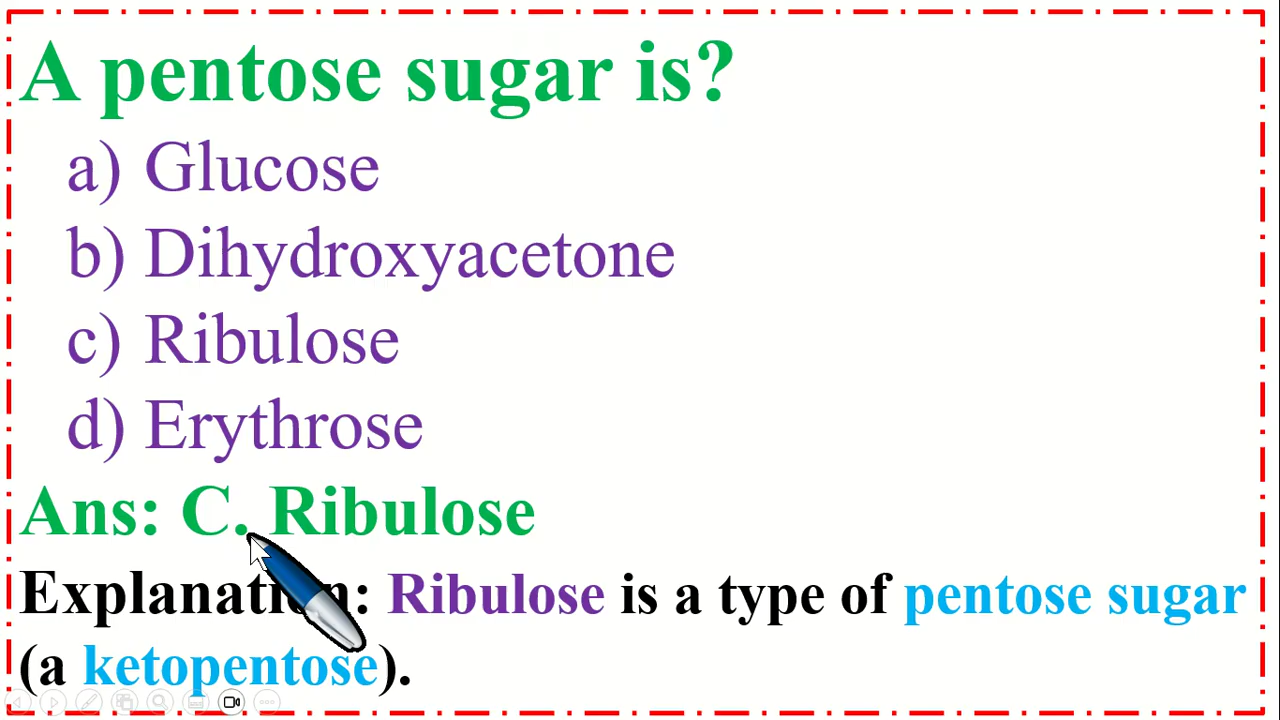 A pentose sugar is?
a) Glucose
b) Dihydroxyacetone
c) Ribulose
d) Erythrose
Ans: C. Ribulose
Explanation: Ribulose is a type of pentose sugar
(a ketopentose).